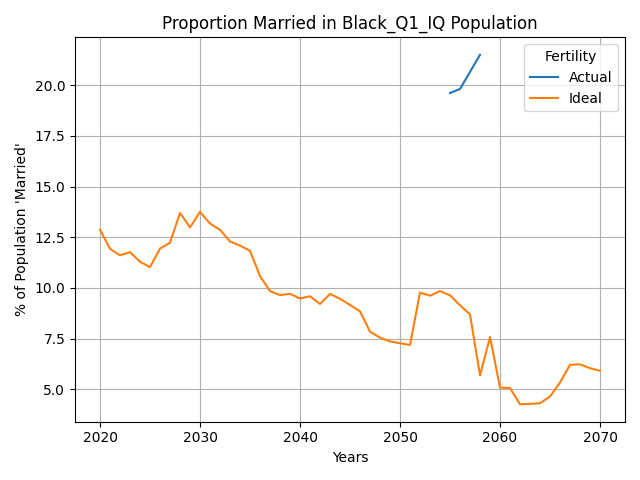 Proportion Married in Black_Q1_IQ Population
% of Population 'Married'
20.0
17.5
15.0
12.5
10.0
7.5
5.0
Fertility
Actual
Ideal
2020 2030 2040 2050 2060 2070
Years